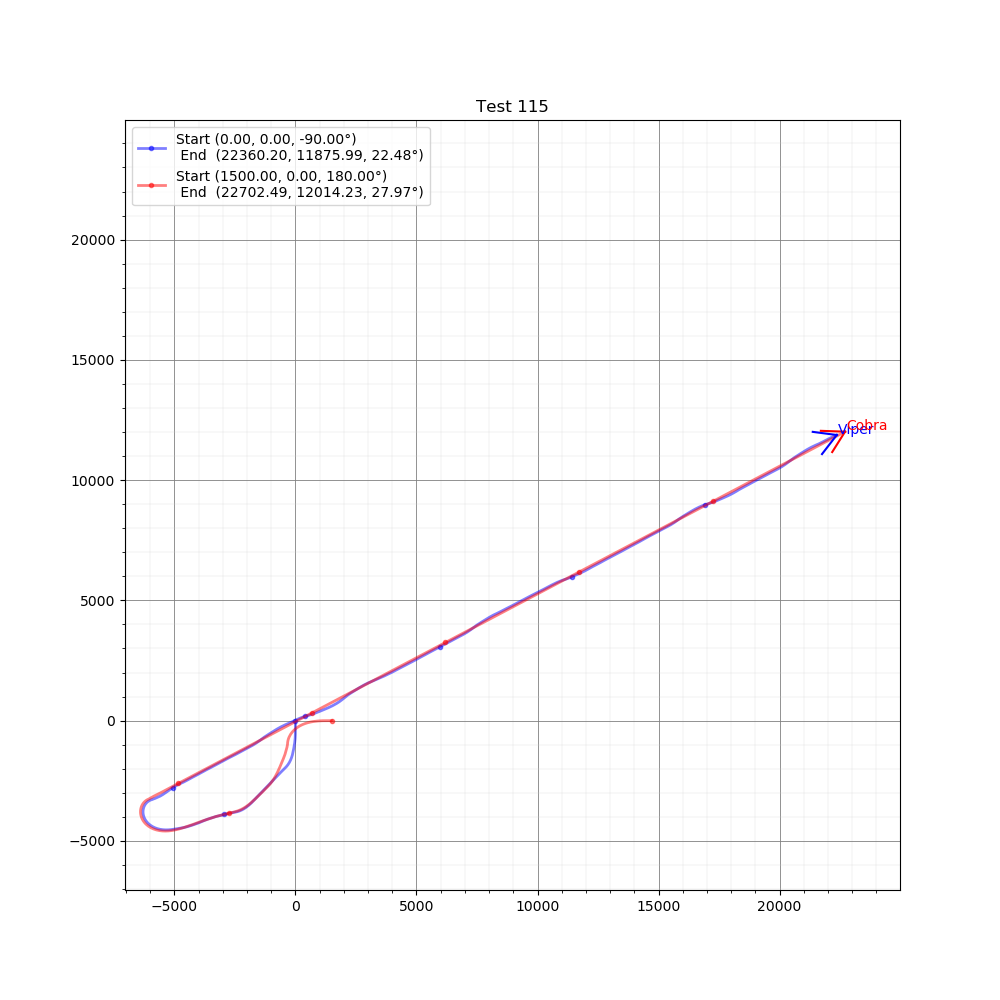 Test 115
Start (0.00, 0.00, -90.00°)
End  (22360.20, 11875.99, 22.48°)
Start (1500.00, 0.00, 180.00°)
End  (22702.49, 12014.23, 27.97°)
20000
15000
Cobra
Viper
10000
5000
0
−5000
−5000 0 5000 10000 15000 20000